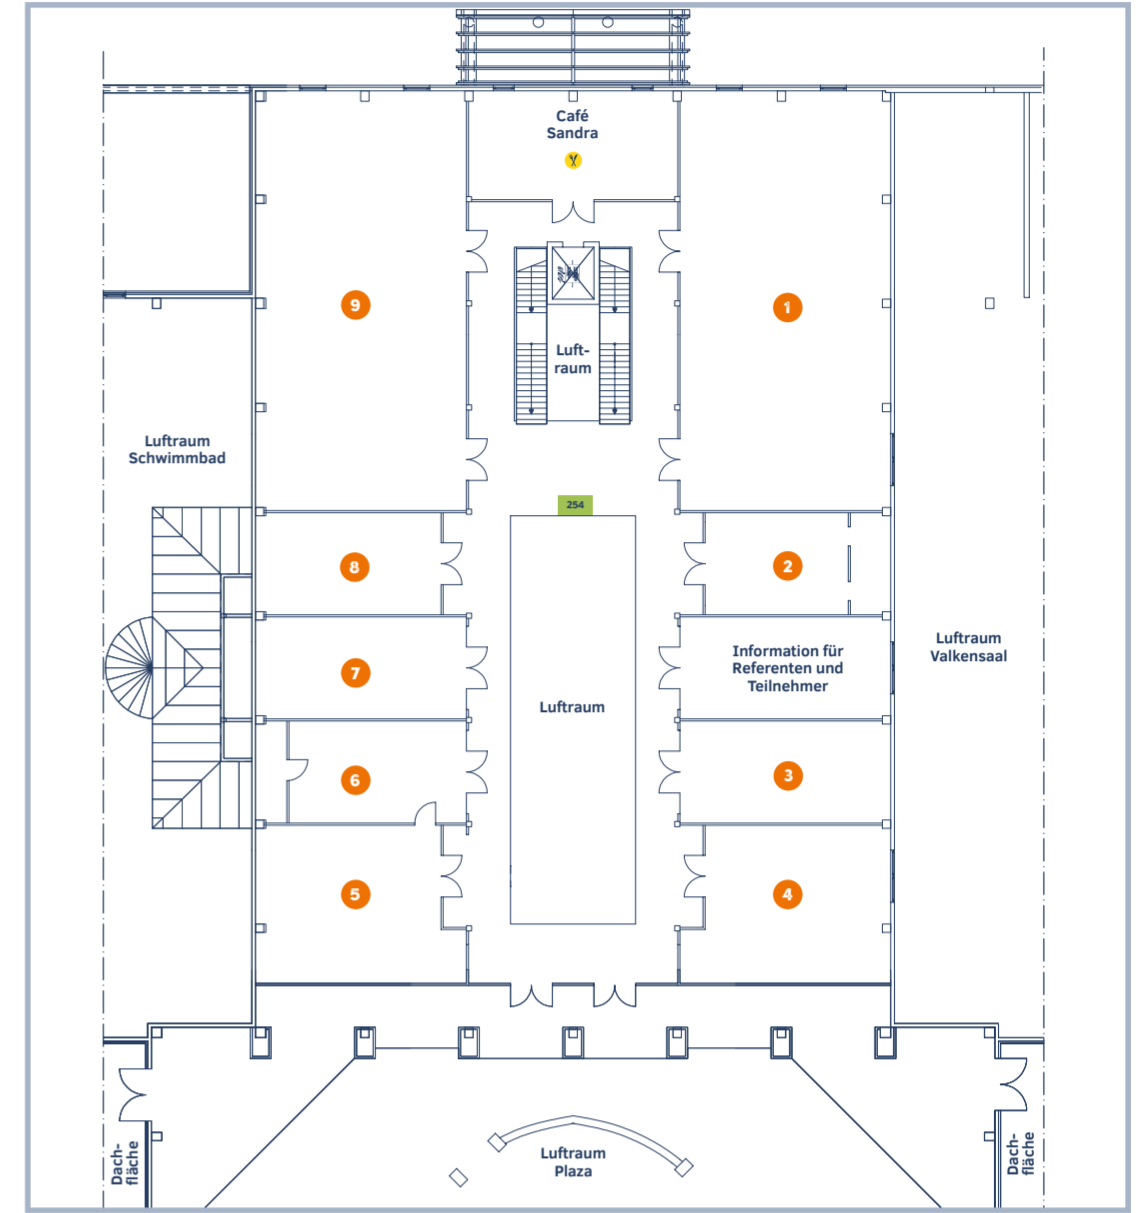 Café
Sandra
9
1
Luft-
raum
Luftraum
Schwimmbad
254
8
2
Information für
Referenten und
Teilnehmer
Luftraum
Valkensaal
7
Luftraum
6
3
5
4
Dach-
fläche
Luftraum
Plaza
Dach-
fläche